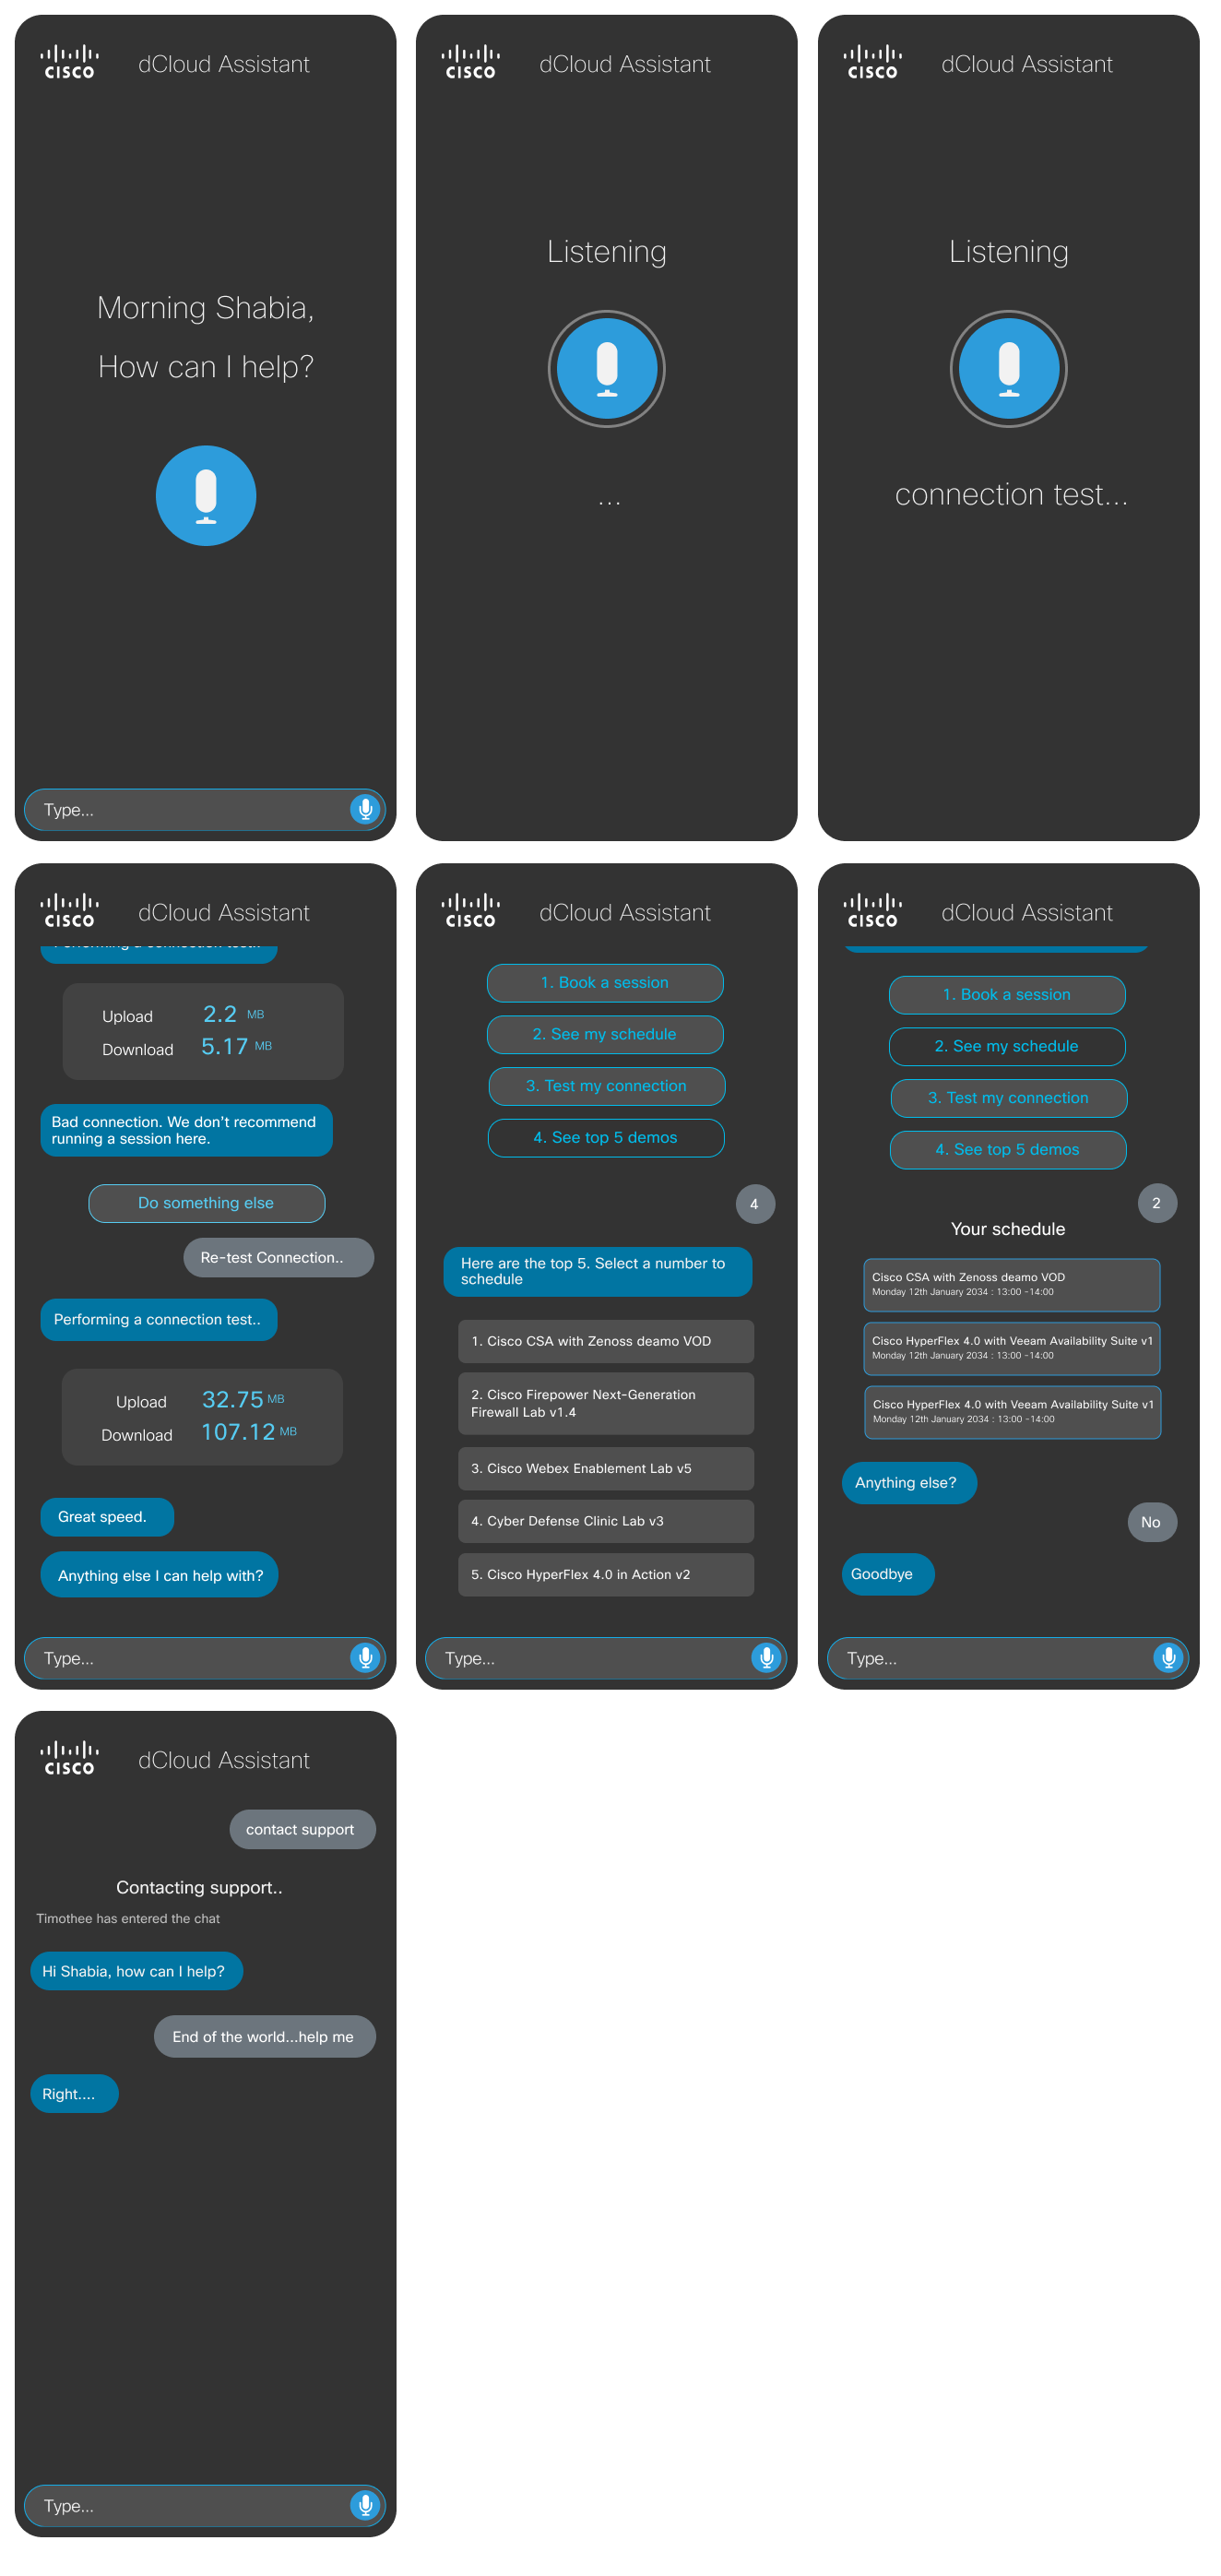 CISCO
dCloud Assistant
Morning Shabia,
How can I help?
Type...
CISCO
dCloud Assistant
Listening
...
CISCO
dCloud Assistant
Listening
connection test...
CISCO
dCloud Assistant
Performing a connection test..
Upload 2.2 MB
Download 5.17 MB
Bad connection. We don't recommend
running a session here.
Do something else
Re-test Connection..
Performing a connection test..
Upload 32.75 MB
Download 107.12 MB
Great speed.
Anything else I can help with?
Type...
CISCO
dCloud Assistant
1. Book a session
2. See my schedule
3. Test my connection
4. See top 5 demos
4
Here are the top 5. Select a number to
schedule
1. Cisco CSA with Zenoss deamo VOD
2. Cisco Firepower Next-Generation
Firewall Lab v1.4
3. Cisco Webex Enablement Lab v5
4. Cyber Defense Clinic Lab v3
5. Cisco HyperFlex 4.0 in Action v2
Type...
CISCO
dCloud Assistant
1. Book a session
2. See my schedule
3. Test my connection
4. See top 5 demos
2
Your schedule
Cisco CSA with Zenoss deamo VOD
Monday 12th January 2034 : 13:00 -14:00
Cisco HyperFlex 4.0 with Veeam Availability Suite v1
Monday 12th January 2034 : 13:00 -14:00
Cisco HyperFlex 4.0 with Veeam Availability Suite v1
Monday 12th January 2034 : 13:00 -14:00
Anything else?
No
Goodbye
Type...
CISCO
dCloud Assistant
contact support
Contacting support..
Timothee has entered the chat
Hi Shabia, how can I help?
End of the world...help me
Right....
Type...